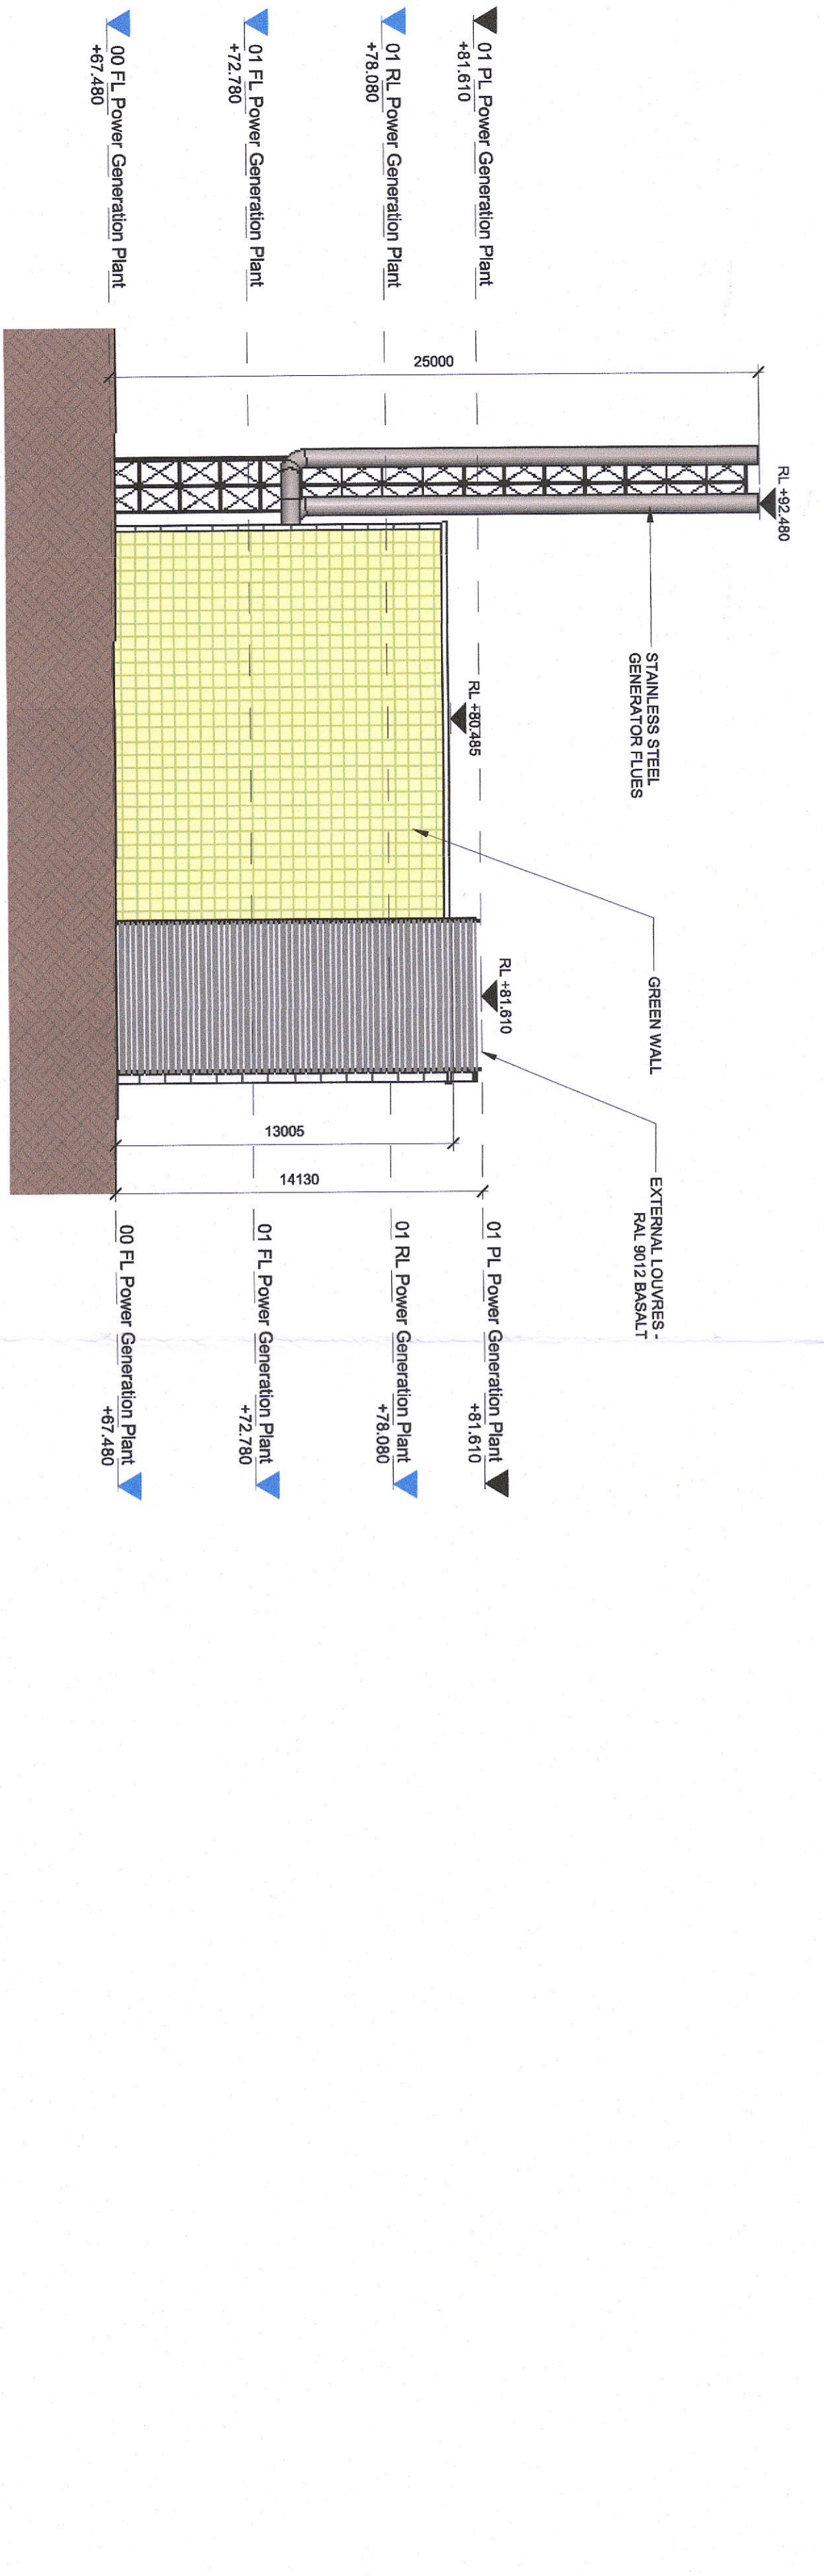 RL +92.480
STAINLESS STEEL
GENERATOR FLUES
GREEN WALL
EXTERNAL LOUVRES -
RAL 9012 BASALT
25000
RL +80.485
RL +81.610
01 PL Power Generation Plant
+81.610
01 RL Power Generation Plant
+78.080
01 FL Power Generation Plant
+72.780
00 FL Power Generation Plant
+67.480
13005
14130
01 PL Power Generation Plant
+81.610
01 RL Power Generation Plant
+78.080
01 FL Power Generation Plant
+72.780
00 FL Power Generation Plant
+67.480